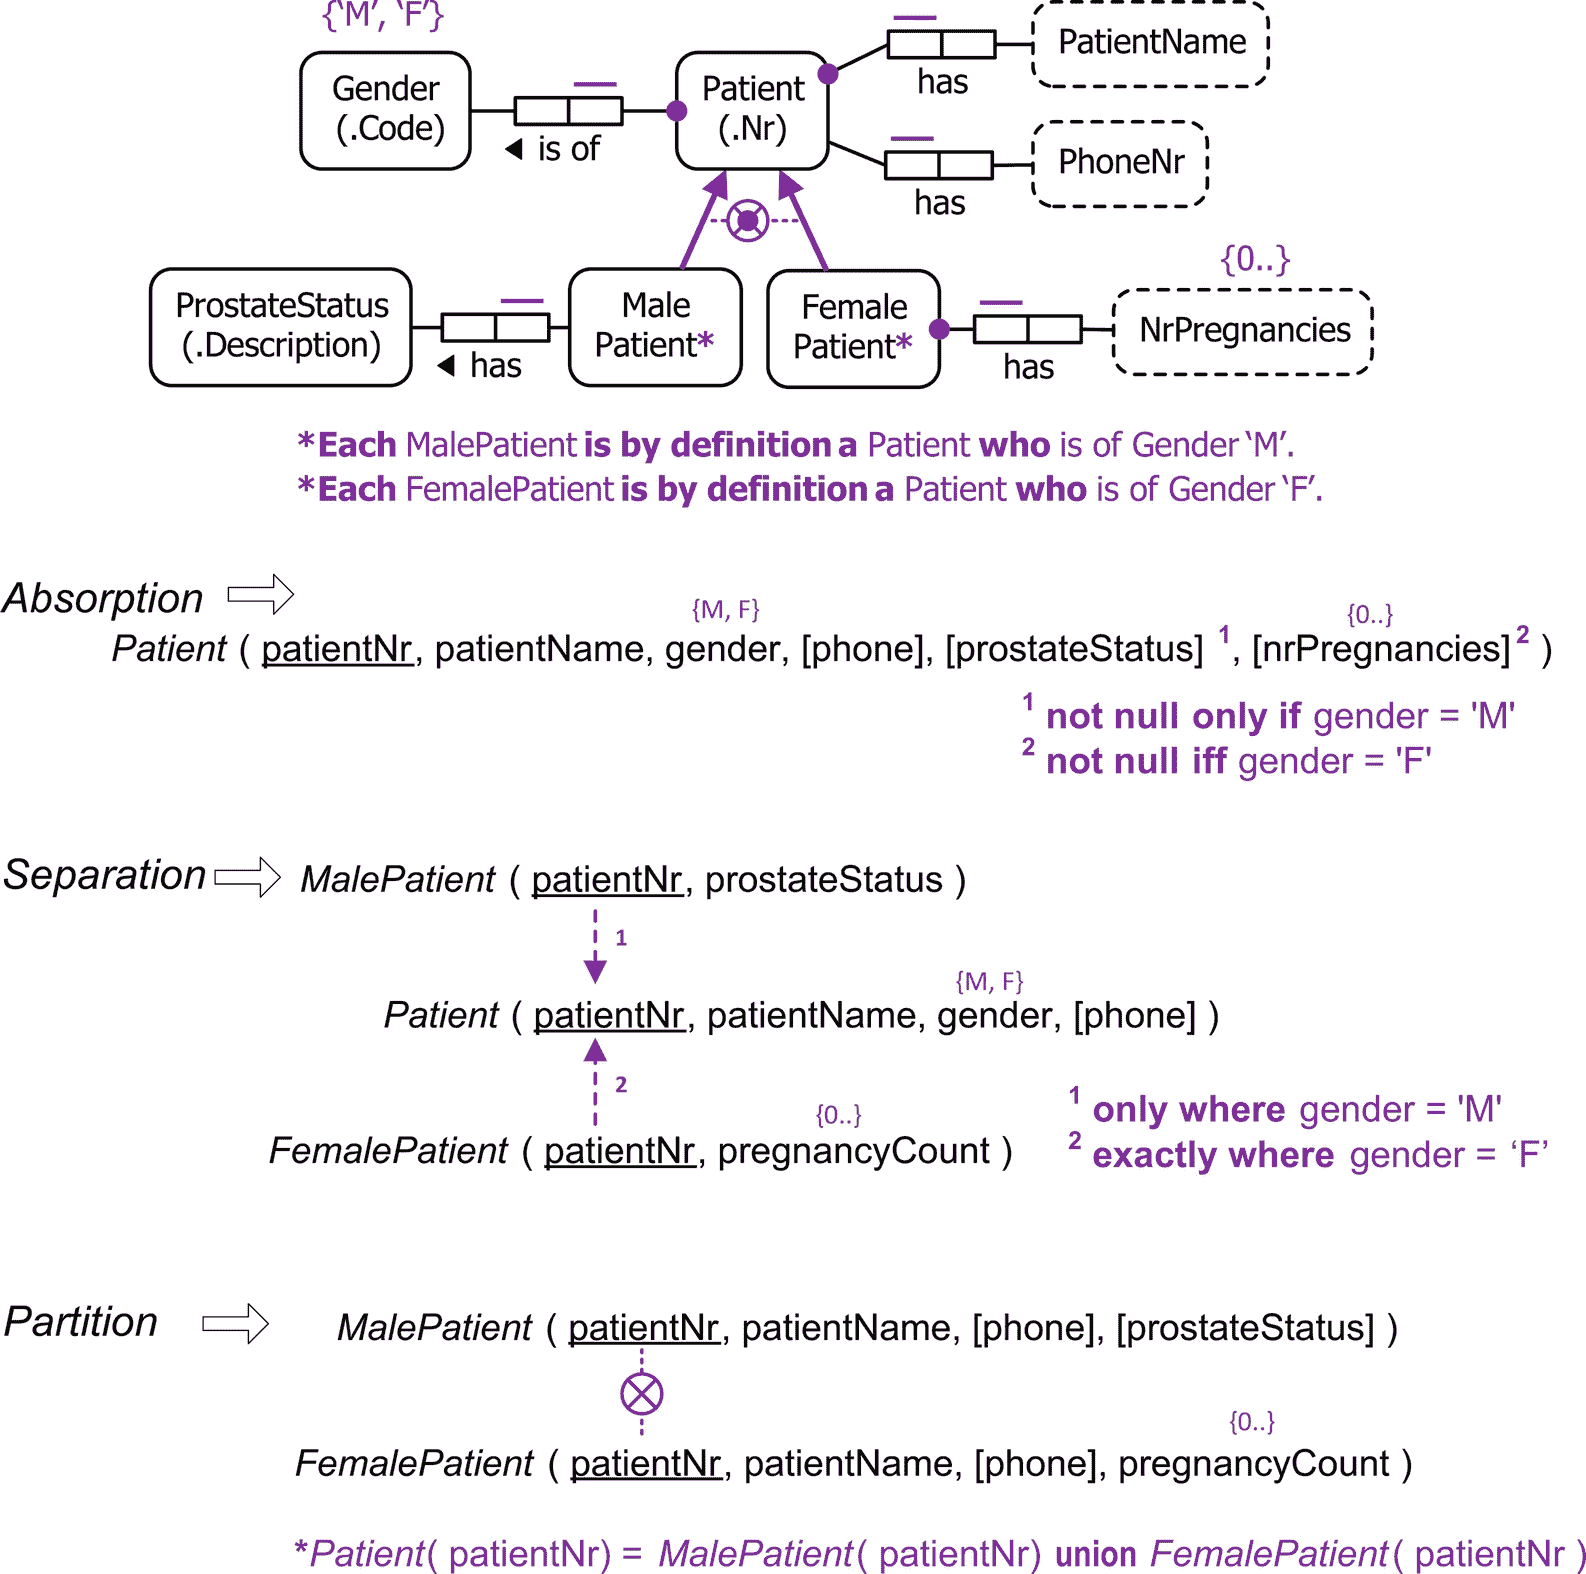 {‘M’, ‘F’}
Gender
(.Code)
◄ is of
Patient
(.Nr)
has
PatientName
has
PhoneNr
ProstateStatus
(.Description)
◄ has
Male
Patient*
Female
Patient*
has
{0..}
NrPregnancies
*Each MalePatient is by definition a Patient who is of Gender ‘M’.
*Each FemalePatient is by definition a Patient who is of Gender ‘F’.
Absorption
{M, F}
{0..}
Patient ( patientNr, patientName, gender, [phone], [prostateStatus] 1, [nrPregnancies] 2 )
1 not null only if gender = 'M'
2 not null iff gender = 'F'
Separation
MalePatient ( patientNr, prostateStatus )
1
{M, F}
Patient ( patientNr, patientName, gender, [phone] )
2
{0..}
FemalePatient ( patientNr, pregnancyCount )
1 only where gender = 'M'
2 exactly where gender = ‘F’
Partition
MalePatient ( patientNr, patientName, [phone], [prostateStatus] )
{0..}
FemalePatient ( patientNr, patientName, [phone], pregnancyCount )
*Patient( patientNr) = MalePatient( patientNr) union FemalePatient( patientNr )